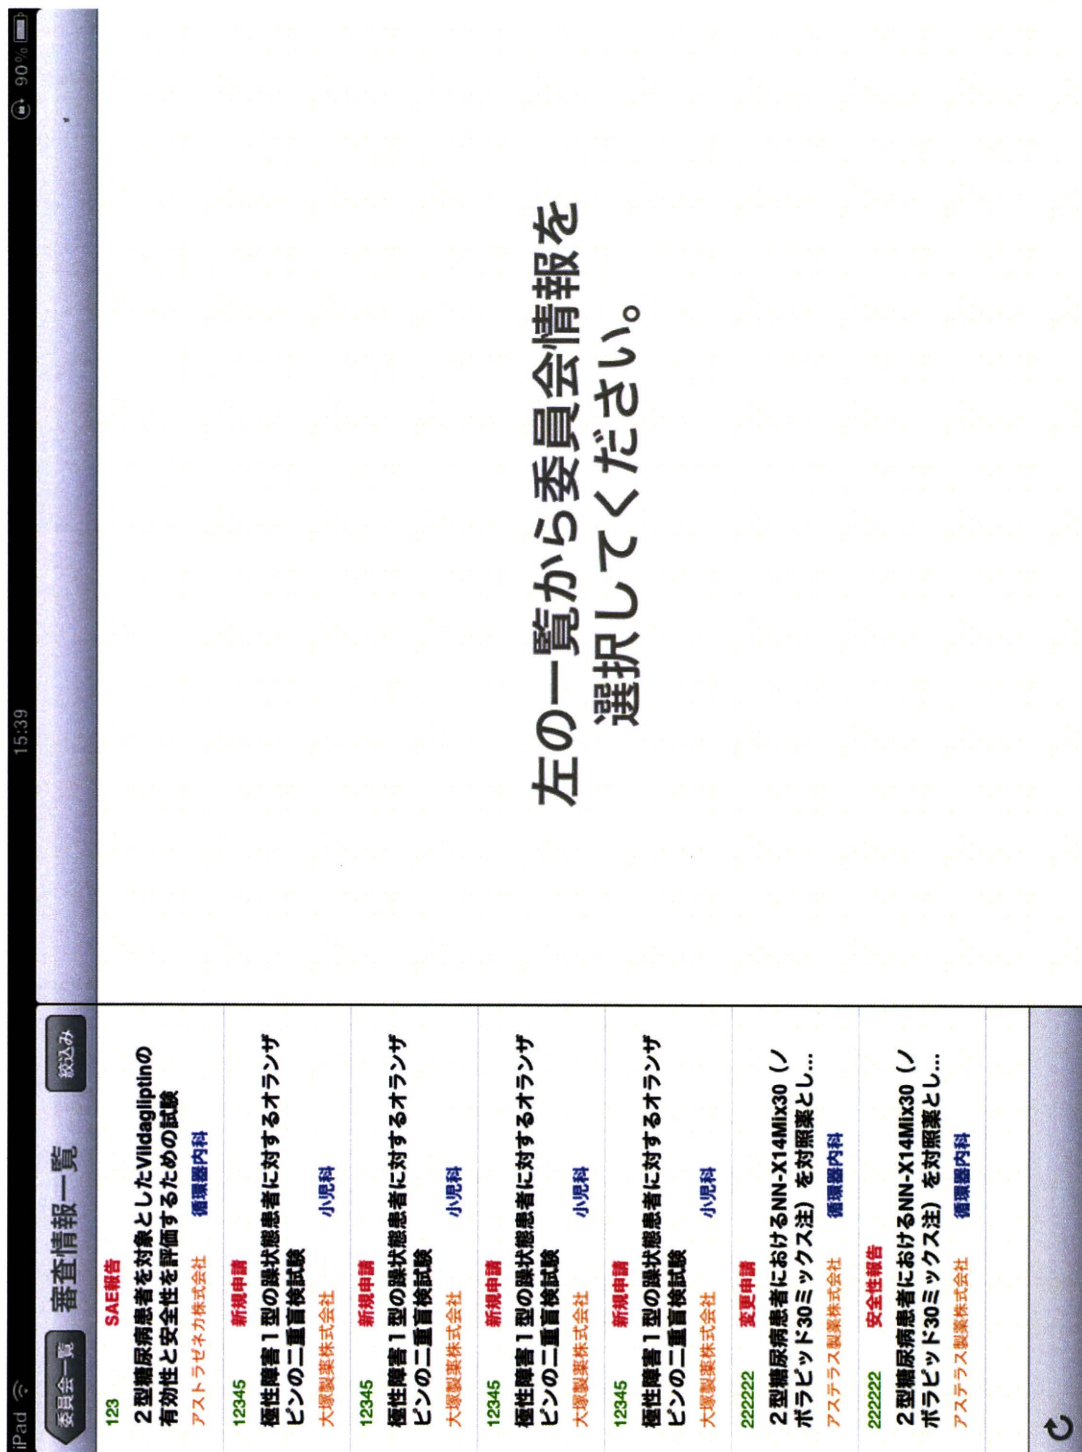 iPad
15:39
90%
委員会一覧
審査情報一覧
絞込み
123 SAE報告
2型糖尿病患者を対象としたVildagliptinの
有効性と安全性を評価するための試験
アストラゼネカ株式会社 循環器内科
12345 新規申請
極性障害1型の躁状態患者に対するオランザ
ピンの二重盲検試験
大塚製薬株式会社 小児科
12345 新規申請
極性障害1型の躁状態患者に対するオランザ
ピンの二重盲検試験
大塚製薬株式会社 小児科
12345 新規申請
極性障害1型の躁状態患者に対するオランザ
ピンの二重盲検試験
大塚製薬株式会社 小児科
12345 新規申請
極性障害1型の躁状態患者に対するオランザ
ピンの二重盲検試験
大塚製薬株式会社 小児科
222222 変更申請
2型糖尿病患者におけるNN-X14Mix30（ノ
ボラピッド30ミックス注）を対照薬とし...
アステラス製薬株式会社 循環器内科
222222 安全性報告
2型糖尿病患者におけるNN-X14Mix30（ノ
ボラピッド30ミックス注）を対照薬とし...
アステラス製薬株式会社 循環器内科
左の一覧から委員会情報を
選択してください。